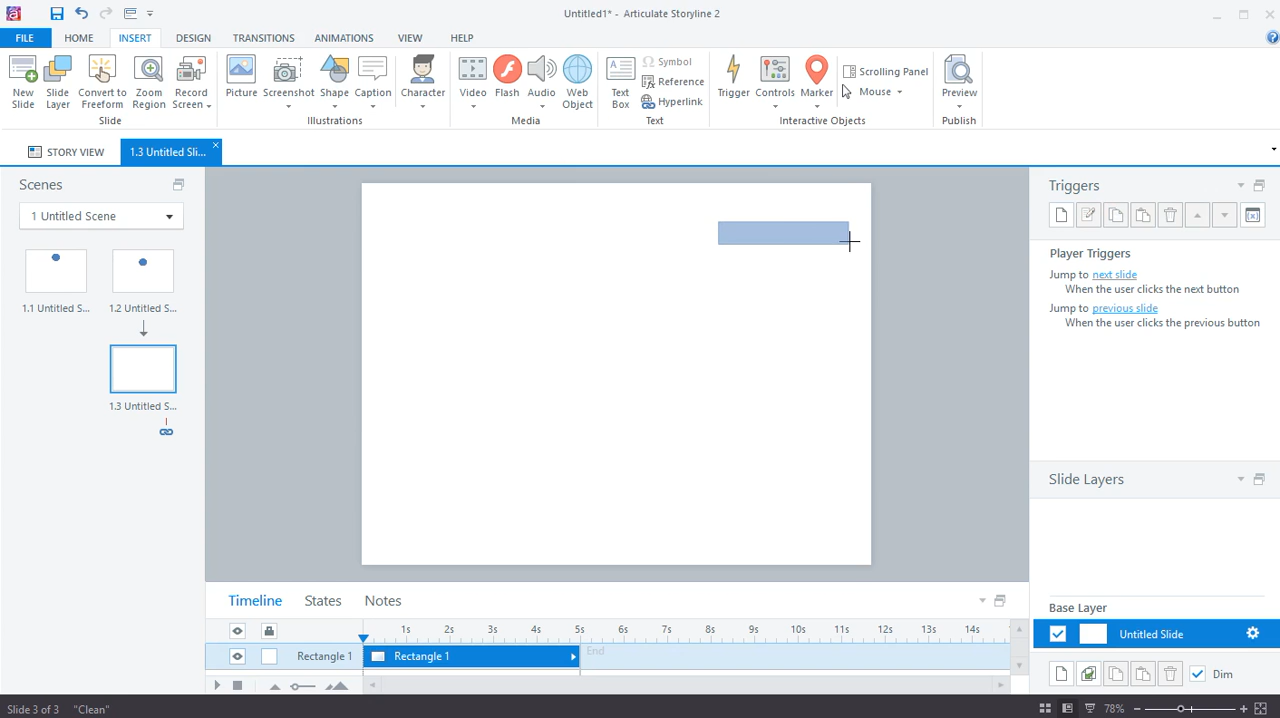 Untitled1* - Articulate Storyline 2
FILE HOME INSERT DESIGN TRANSITIONS ANIMATIONS VIEW HELP
New Slide
Slide Layer
Convert to Freeform
Zoom Region
Record Screen
Slide
Picture
Screenshot
Shape
Caption
Illustrations
Character
Video
Flash
Audio
Web Object
Media
Text Box
Symbol
Reference
Hyperlink
Text
Trigger
Controls
Marker
Scrolling Panel
Mouse
Interactive Objects
Preview
Publish
STORY VIEW
1.3 Untitled Sli...
Scenes
1 Untitled Scene
1.1 Untitled S...
1.2 Untitled S...
1.3 Untitled S...
Triggers
Player Triggers
Jump to next slide
When the user clicks the next button
Jump to previous slide
When the user clicks the previous button
Slide Layers
Base Layer
Untitled Slide
Dim
Timeline States Notes
1s 2s 3s 4s 5s 6s 7s 8s 9s 10s 11s 12s 13s 14s
Rectangle 1
Rectangle 1
End
Slide 3 of 3 "Clean"
78%